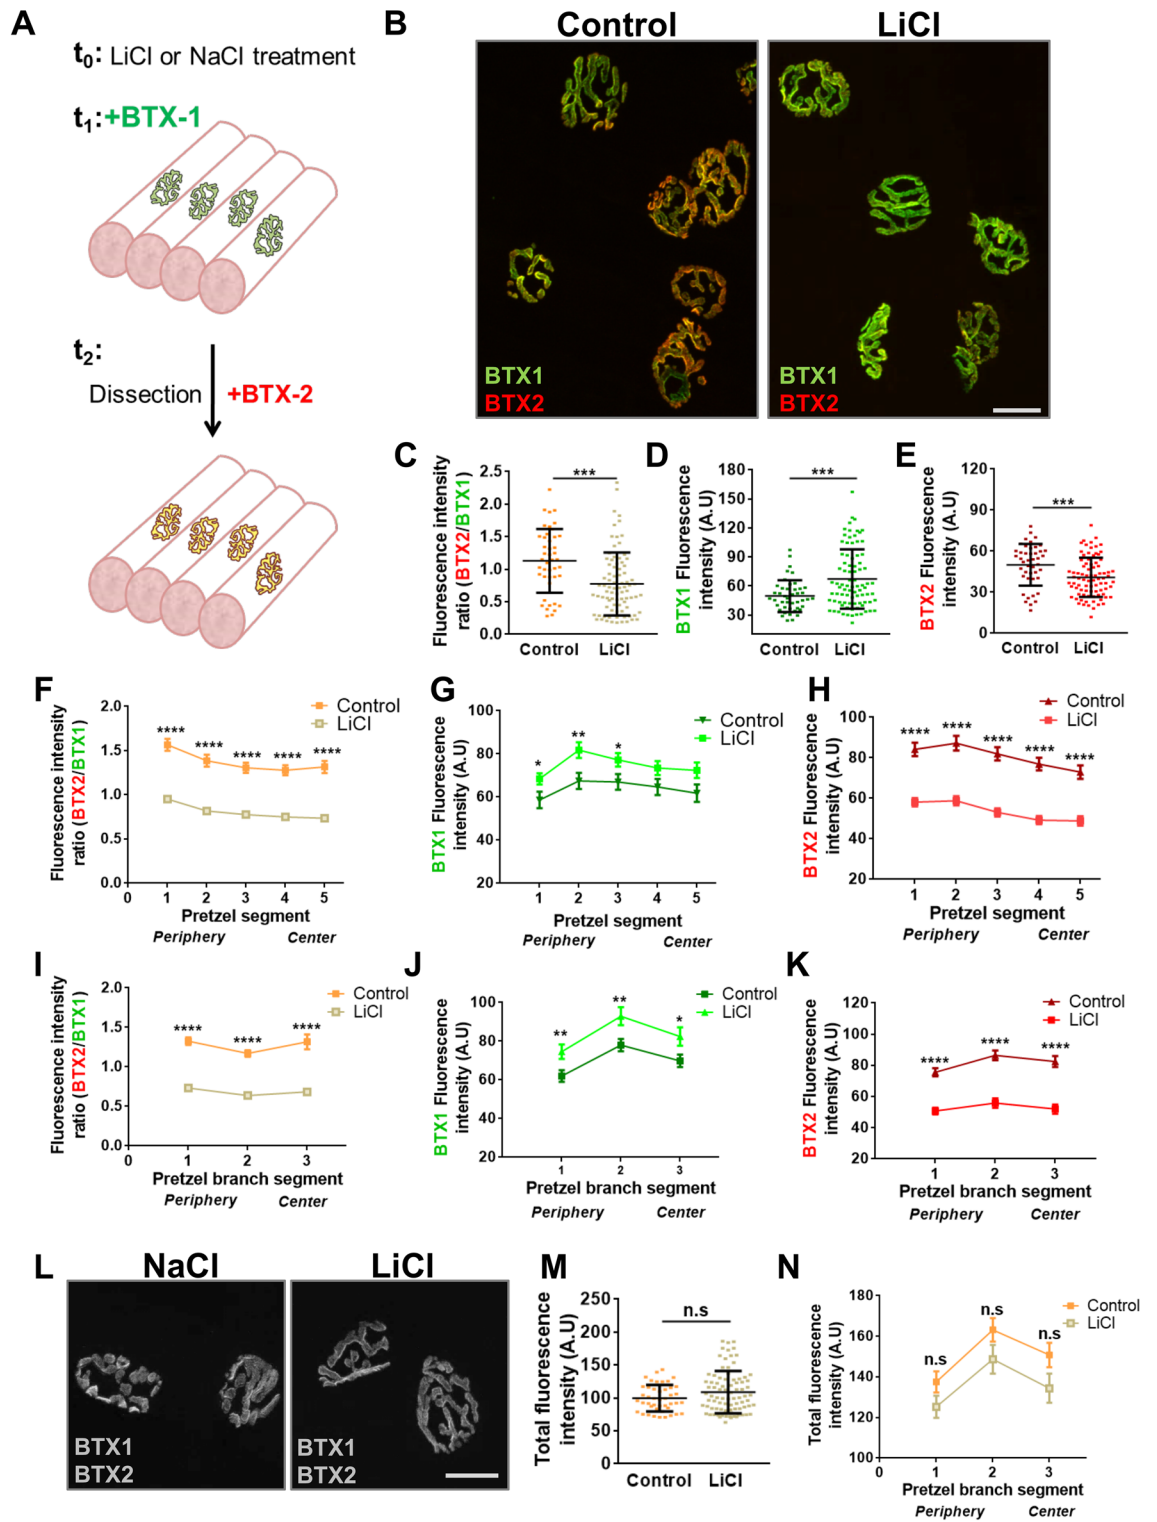 A
t0: LiCl or NaCl treatment
t1:+BTX-1
t2:
Dissection
+BTX-2
B
Control
LiCl
BTX1
BTX2
BTX1
BTX2
C
Fluorescence intensity
ratio (BTX2/BTX1)
2.5
2.0
1.5
1.0
0.5
0.0
***
Control
LiCl
D
BTX1 Fluorescence
intensity (A.U)
180
150
120
90
60
30
***
Control
LiCl
E
BTX2 Fluorescence
intensity (A.U)
120
90
60
30
0
***
Control
LiCl
F
Fluorescence intensity
ratio (BTX2/BTX1)
2.0
1.5
1.0
0.5
0.0
Control
LiCl
****
****
****
****
****
0 1 2 3 4 5
Pretzel segment
Periphery
Center
G
BTX1 Fluorescence
intensity (A.U)
100
80
60
40
20
Control
LiCl
*
**
*
1 2 3 4 5
Pretzel segment
Periphery
Center
H
BTX2 Fluorescence
intensity (A.U)
100
80
60
40
20
Control
LiCl
****
****
****
****
****
1 2 3 4 5
Pretzel segment
Periphery
Center
I
Fluorescence intensity
ratio (BTX2/BTX1)
2.0
1.5
1.0
0.5
0.0
Control
LiCl
****
****
****
0 1 2 3
Pretzel branch segment
Periphery
Center
J
BTX1 Fluorescence
intensity (A.U)
100
80
60
40
20
Control
LiCl
**
**
*
1 2 3
Pretzel branch segment
Periphery
Center
K
BTX2 Fluorescence
intensity (A.U)
120
100
80
60
40
20
Control
LiCl
****
****
****
1 2 3
Pretzel branch segment
Periphery
Center
L
NaCl
LiCl
BTX1
BTX2
BTX1
BTX2
M
Total fluorescence
intensity (A.U)
250
200
150
100
50
0
n.s
Control
LiCl
N
Total fluorescence
intensity (A.U)
180
160
140
120
100
Control
LiCl
n.s
n.s
n.s
0 1 2 3
Pretzel branch segment
Periphery
Center